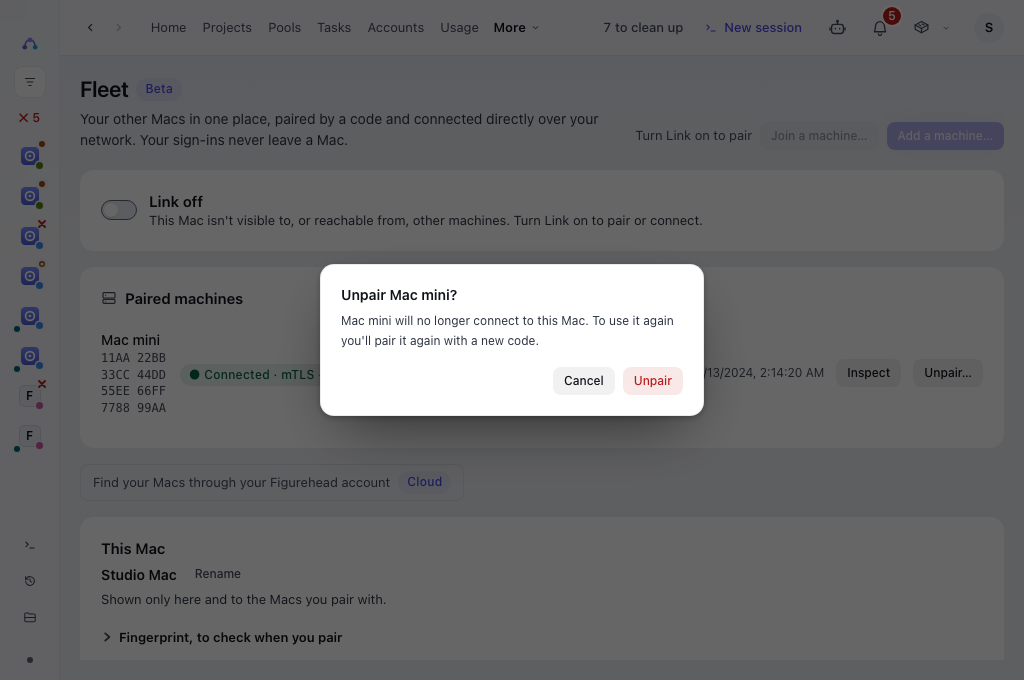 Home Projects Pools Tasks Accounts Usage More 7 to clean up New session 5 S
5
Fleet Beta
Your other Macs in one place, paired by a code and connected directly over your
network. Your sign-ins never leave a Mac.
Turn Link on to pair Join a machine... Add a machine...
Link off
This Mac isn't visible to, or reachable from, other machines. Turn Link on to pair or connect.
Unpair Mac mini?
Mac mini will no longer connect to this Mac. To use it again
you'll pair it again with a new code.
Cancel Unpair
Paired machines
Mac mini
11AA 22BB
33CC 44DD
55EE 66FF
7788 99AA
Connected · mTLS ·
/13/2024, 2:14:20 AM Inspect Unpair...
F
F
Find your Macs through your Figurehead account Cloud
This Mac
Studio Mac Rename
Shown only here and to the Macs you pair with.
Fingerprint, to check when you pair